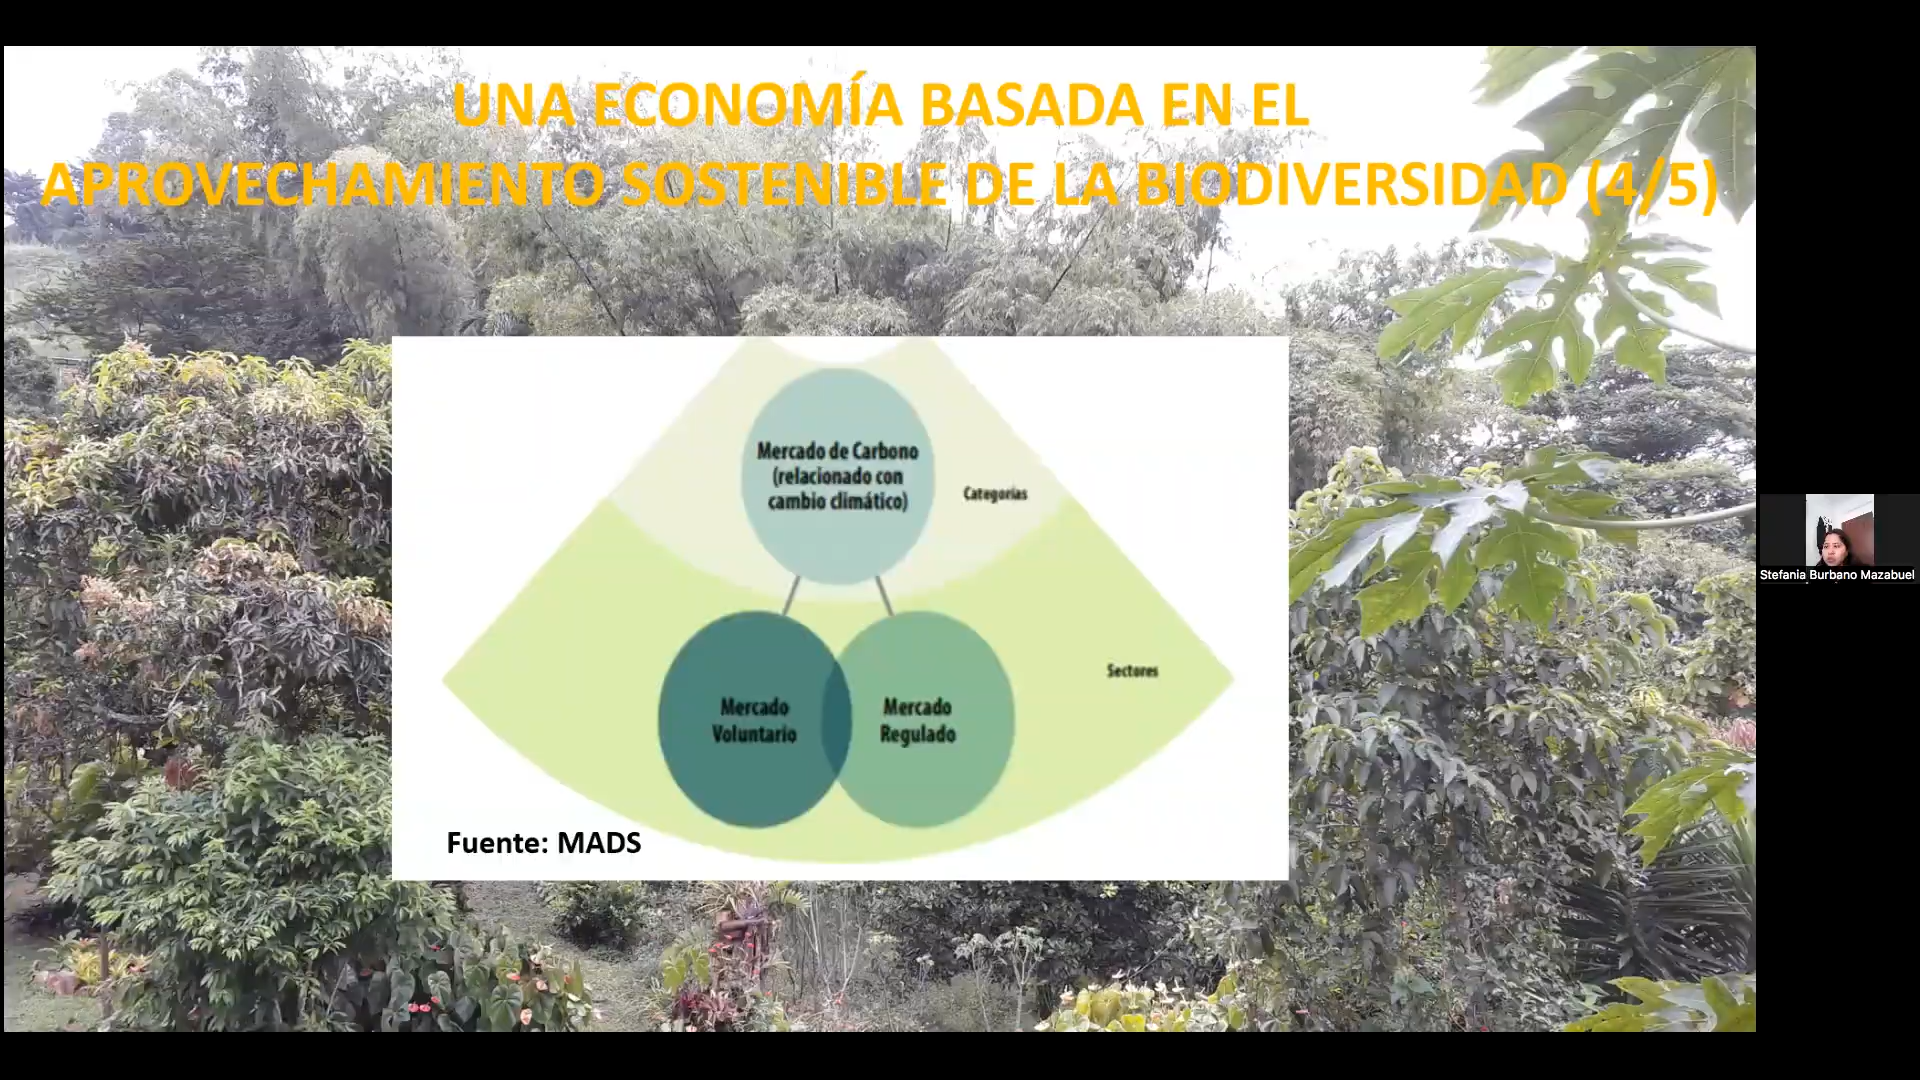 UNA ECONOMÍA BASADA EN EL
APROVECHAMIENTO SOSTENIBLE DE LA BIODIVERSIDAD (4/5)
Mercado de Carbono
(relacionado con
cambio climático)
Categorías
Sectores
Mercado
Voluntario
Mercado
Regulado
Fuente: MADS
Stefania Burbano Mazabuel